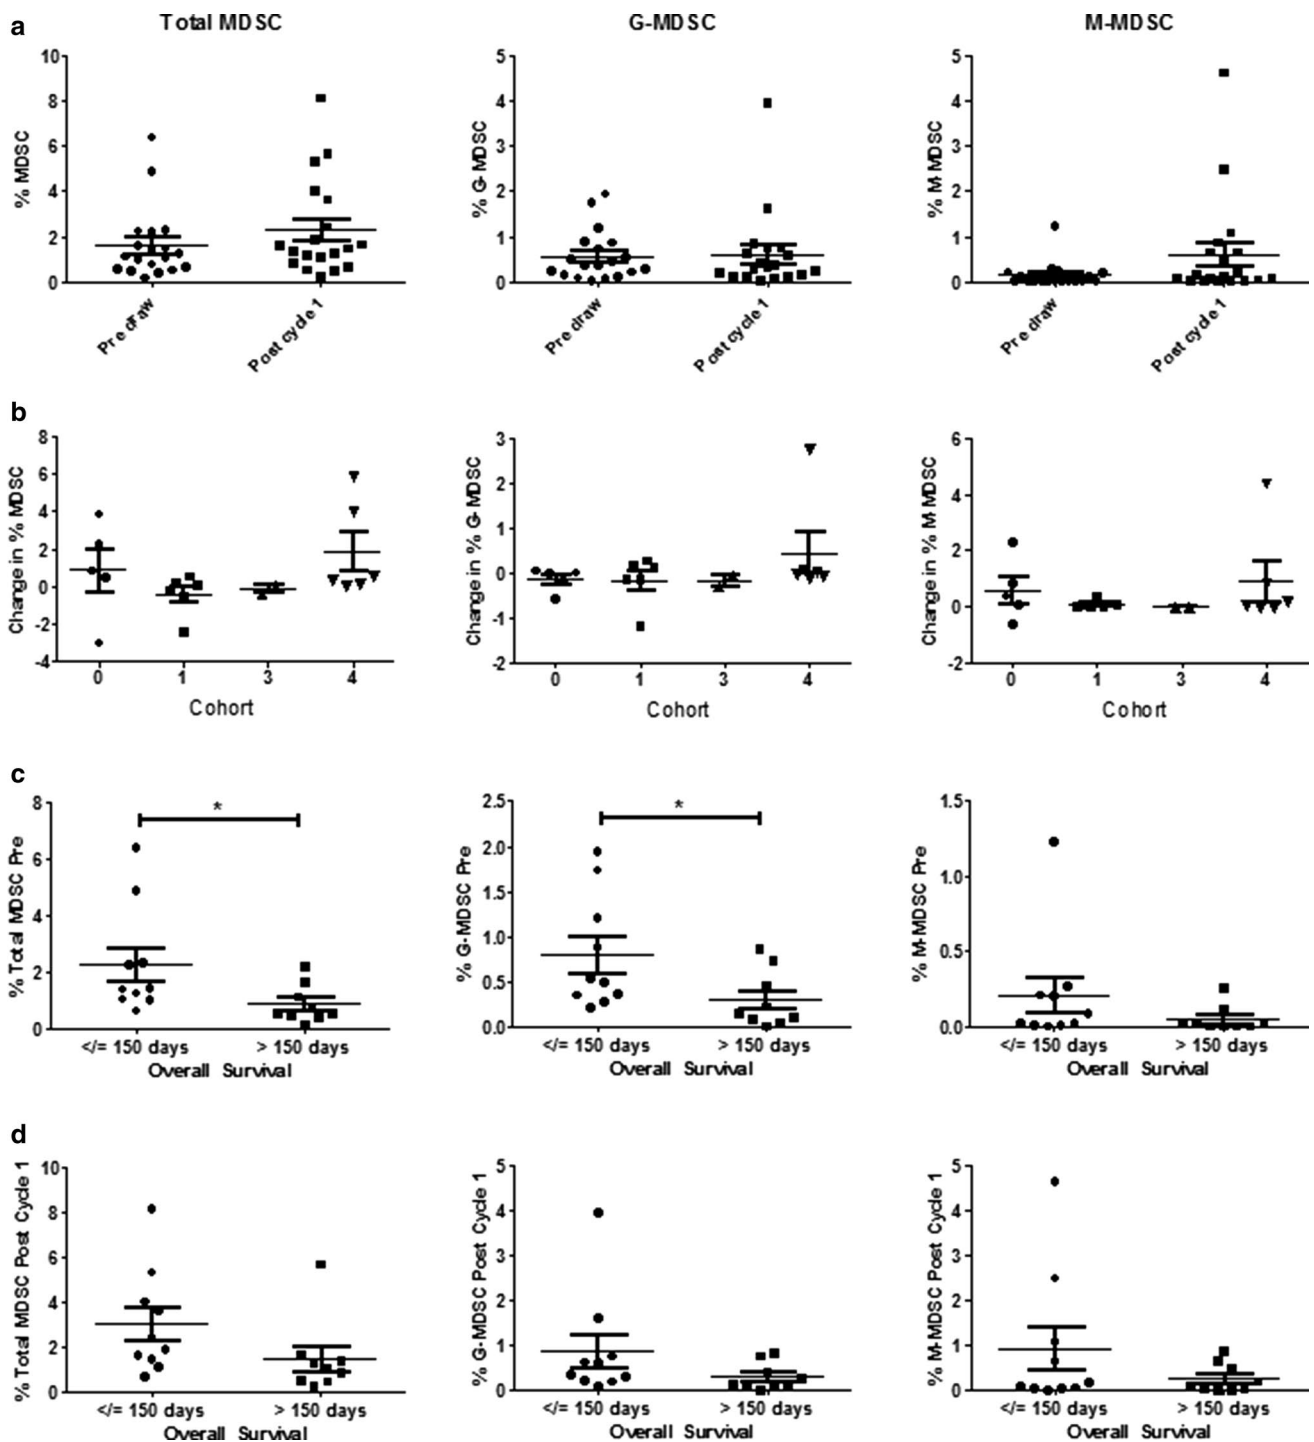 a
Total MDSC
G-MDSC
M-MDSC
% MDSC
10
8
6
4
2
0
Pre draw
Post cycle 1
% G-MDSC
5
4
3
2
1
0
Pre draw
Post cycle 1
% M-MDSC
5
4
3
2
1
0
Pre draw
Post cycle 1
b
Change in % MDSC
8
6
4
2
0
-2
-4
0 1 3 4
Cohort
Change in % G-MDSC
3
2
1
0
-1
-2
0 1 3 4
Cohort
Change in % M-MDSC
6
4
2
0
-2
0 1 3 4
Cohort
c
% Total MDSC Pre
8
6
4
2
0
*
</= 150 days > 150 days
Overall Survival
% G-MDSC Pre
2.5
2.0
1.5
1.0
0.5
0.0
*
</= 150 days > 150 days
Overall Survival
% M-MDSC Pre
1.5
1.0
0.5
0.0
</= 150 days > 150 days
Overall Survival
d
% Total MDSC Post Cycle 1
10
8
6
4
2
0
</= 150 days > 150 days
Overall Survival
% G-MDSC Post Cycle 1
5
4
3
2
1
0
</= 150 days > 150 days
Overall Survival
% M-MDSC Post Cycle 1
5
4
3
2
1
0
</= 150 days > 150 days
Overall Survival